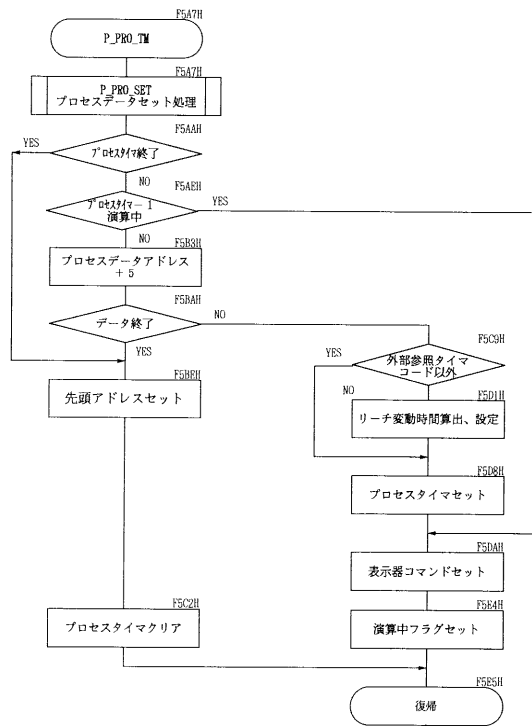 F5A7H
P_PRO_TM
F5A7H
P_PRO_SET
プロセスデータセット処理
F5AAH
YES
プロセスタイマ終了
NO
F5AEH
プロセスタイマー1
演算中
YES
NO
F5B3H
プロセスデータアドレス
+5
F5BAH
データ終了
NO
YES
F5C9H
外部参照タイマ
コード以外
YES
NO
F5BEH
先頭アドレスセット
F5D1H
リーチ変動時間算出、設定
F5D8H
プロセスタイマセット
F5DAH
表示器コマンドセット
F5C2H
プロセスタイマクリア
F5E4H
演算中フラグセット
F5E5H
復帰